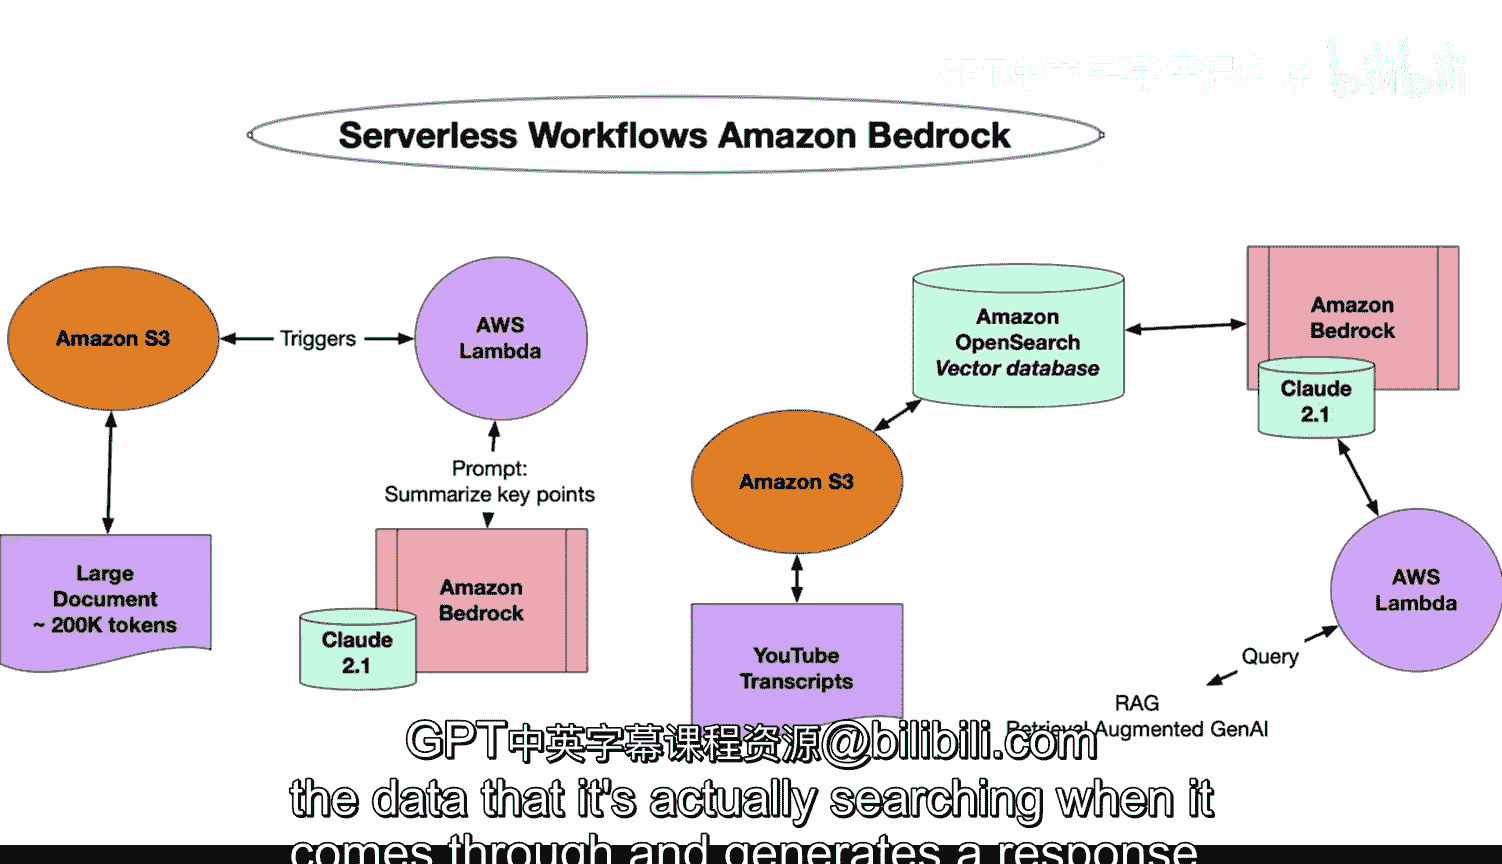 Serverless Workflows Amazon Bedrock
Amazon S3
Triggers
AWS
Lambda
Prompt:
Summarize key points
Large
Document
~ 200K tokens
Amazon
Bedrock
Claude
2.1
Amazon
OpenSearch
Vector database
Amazon
Bedrock
Claude
2.1
Amazon S3
YouTube
Transcripts
AWS
Lambda
Query
RAG
Retrieval Augmented GenAI
GPT中英字幕课程资源@bilibili.com
the data that it's actually searching when it
comes through and generates a response
bilibili